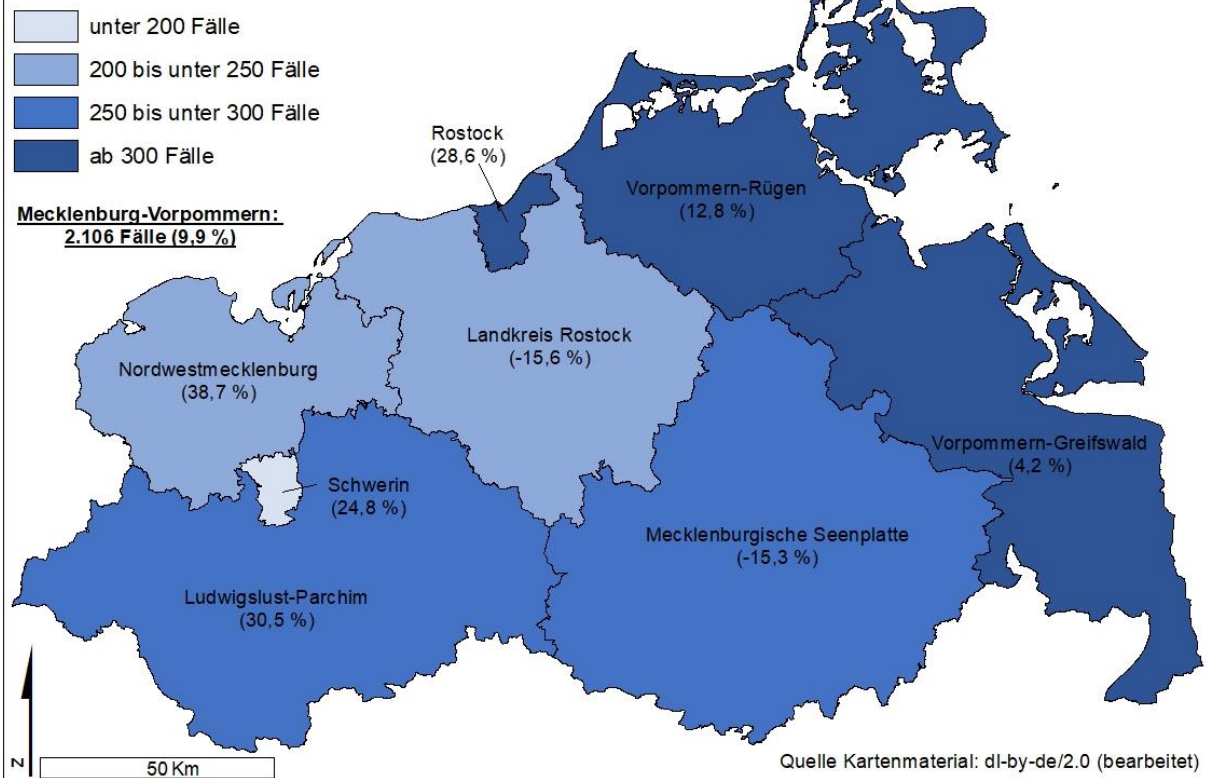 unter 200 Fälle
200 bis unter 250 Fälle
250 bis unter 300 Fälle
ab 300 Fälle
Mecklenburg-Vorpommern:
2.106 Fälle (9,9 %)
Rostock
(28,6 %)
Vorpommern-Rügen
(12,8 %)
Landkreis Rostock
(-15,6 %)
Nordwestmecklenburg
(38,7 %)
Vorpommern-Greifswald
(4,2 %)
Schwerin
(24,8 %)
Mecklenburgische Seenplatte
(-15,3 %)
Ludwigslust-Parchim
(30,5 %)
N
50 Km
Quelle Kartenmaterial: dl-by-de/2.0 (bearbeitet)